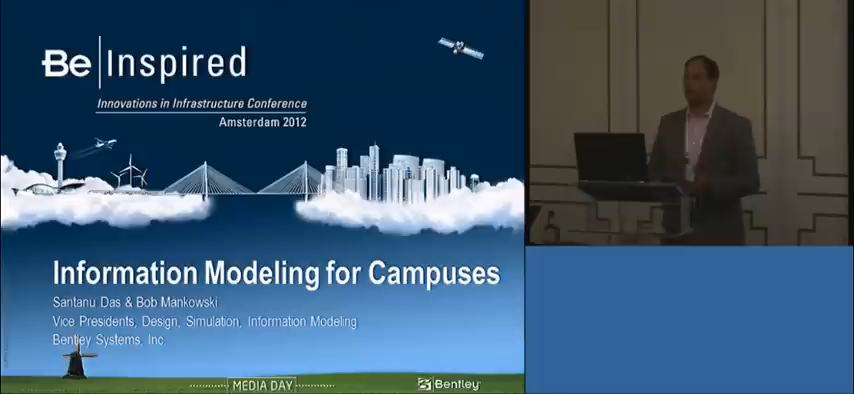 Be Inspired
Innovations in Infrastructure Conference
Amsterdam 2012
Information Modeling for Campuses
Santanu Das & Bob Mankowski
Vice Presidents, Design, Simulation, Information Modeling
Bentley Systems, Inc
MEDIA DAY
Bentley